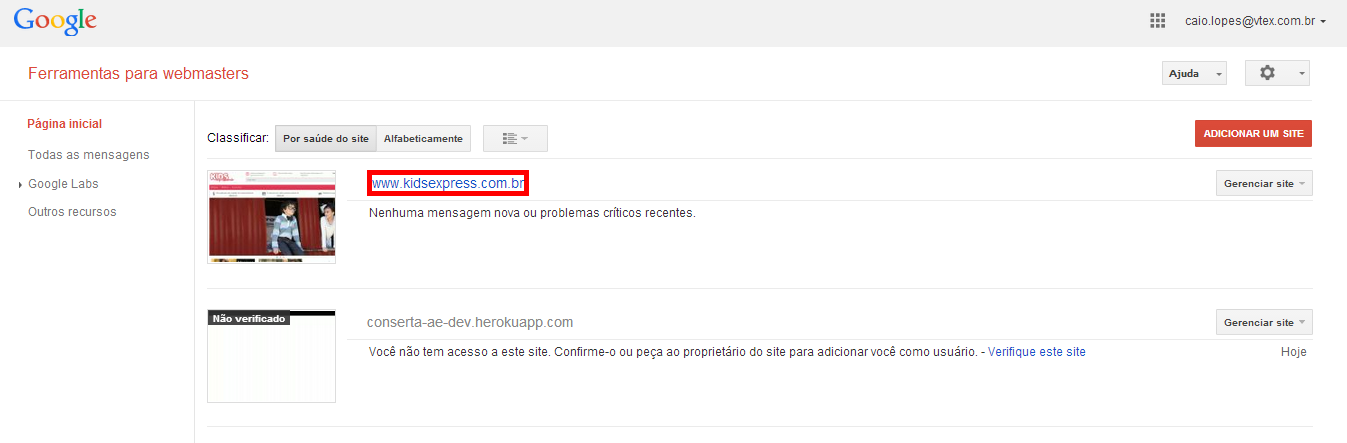 Google
caio.lopes@vtex.com.br
Ferramentas para webmasters
Ajuda
Página inicial
Todas as mensagens
Google Labs
Outros recursos
Classificar: Por saúde do site Alfabeticamente
ADICIONAR UM SITE
KIDS
www.kidsexpress.com.br
Gerenciar site
Nenhuma mensagem nova ou problemas críticos recentes.
Não verificado
conserta-ae-dev.herokuapp.com
Gerenciar site
Você não tem acesso a este site. Confirme-o ou peça ao proprietário do site para adicionar você como usuário. - Verifique este site
Hoje